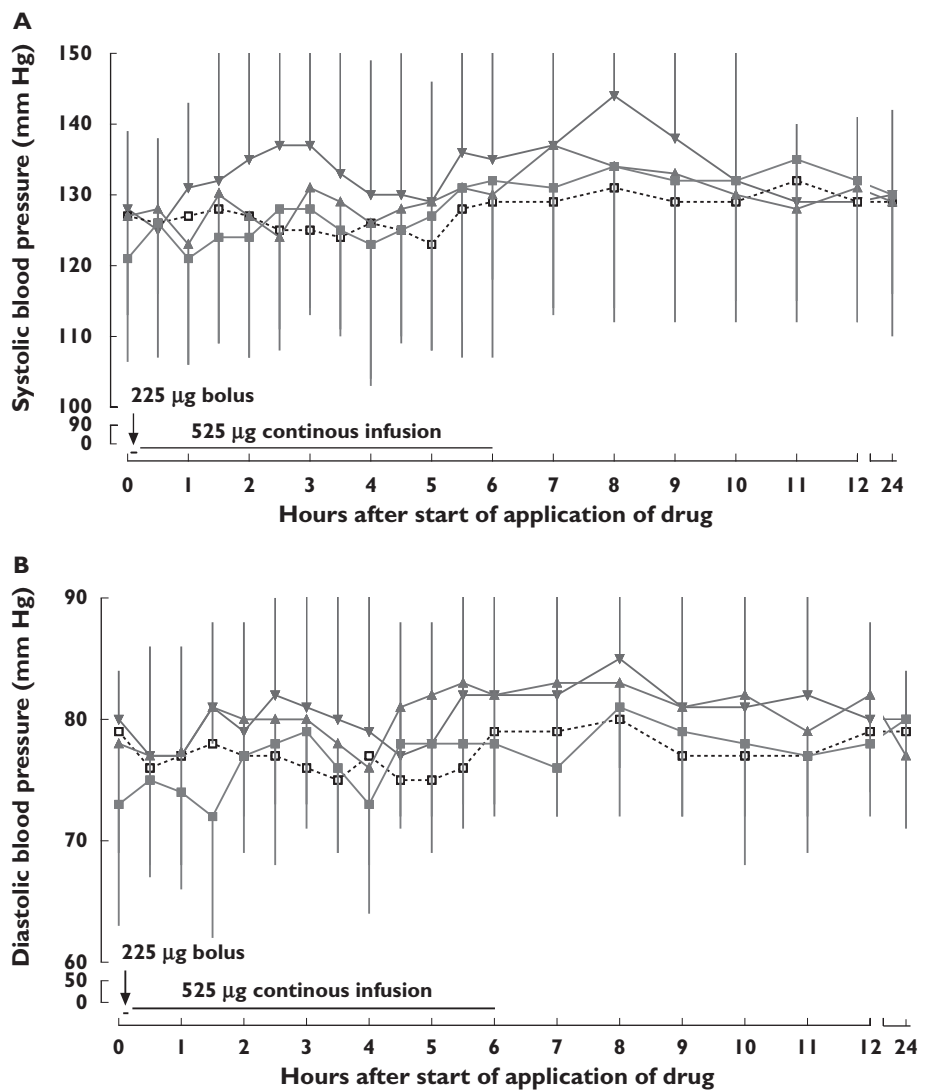 A
Systolic blood pressure (mm Hg)
150
140
130
120
110
100
90
0
225 µg bolus
525 µg continous infusion
0 1 2 3 4 5 6 7 8 9 10 11 12 24
Hours after start of application of drug
B
Diastolic blood pressure (mm Hg)
90
80
70
60
50
0
225 µg bolus
525 µg continous infusion
0 1 2 3 4 5 6 7 8 9 10 11 12 24
Hours after start of application of drug